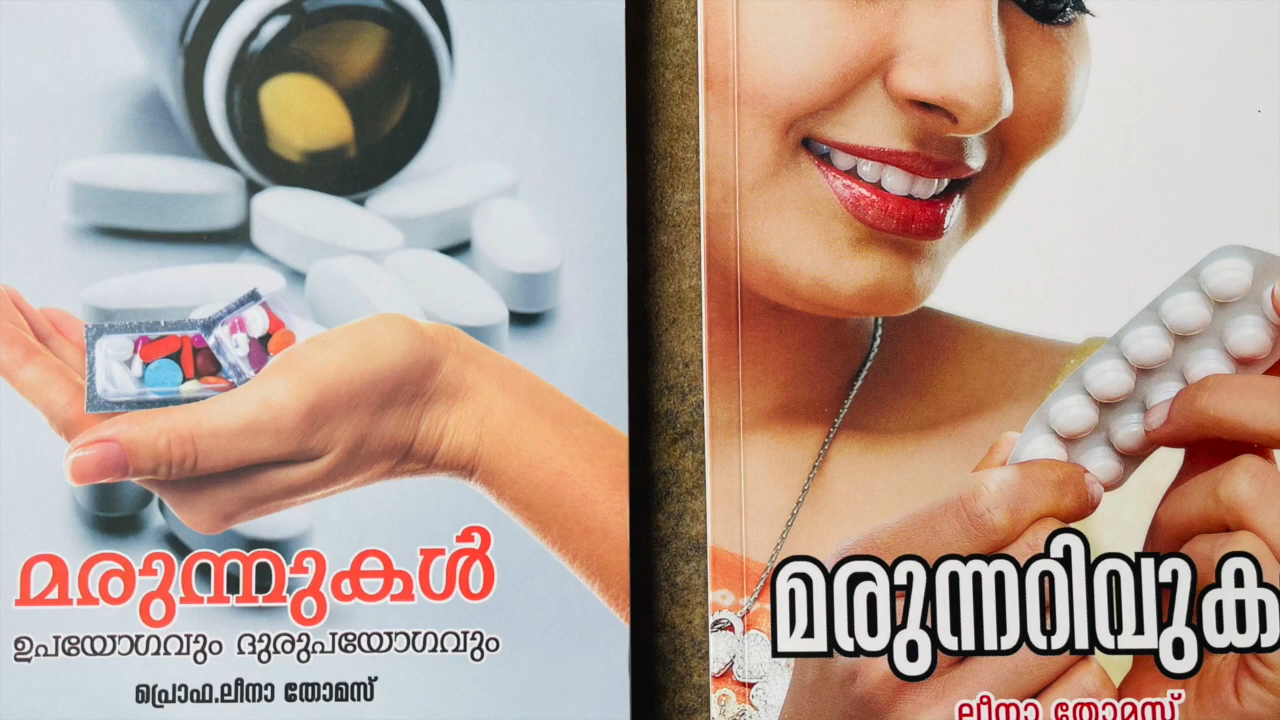 മരുന്നുകൾ
ഉപയോഗവും ദുരുപയോഗവും
പ്രൊഫ.ലീനാ തോമസ്
മരുന്നറിവുക
ലീനാ തോമസ്